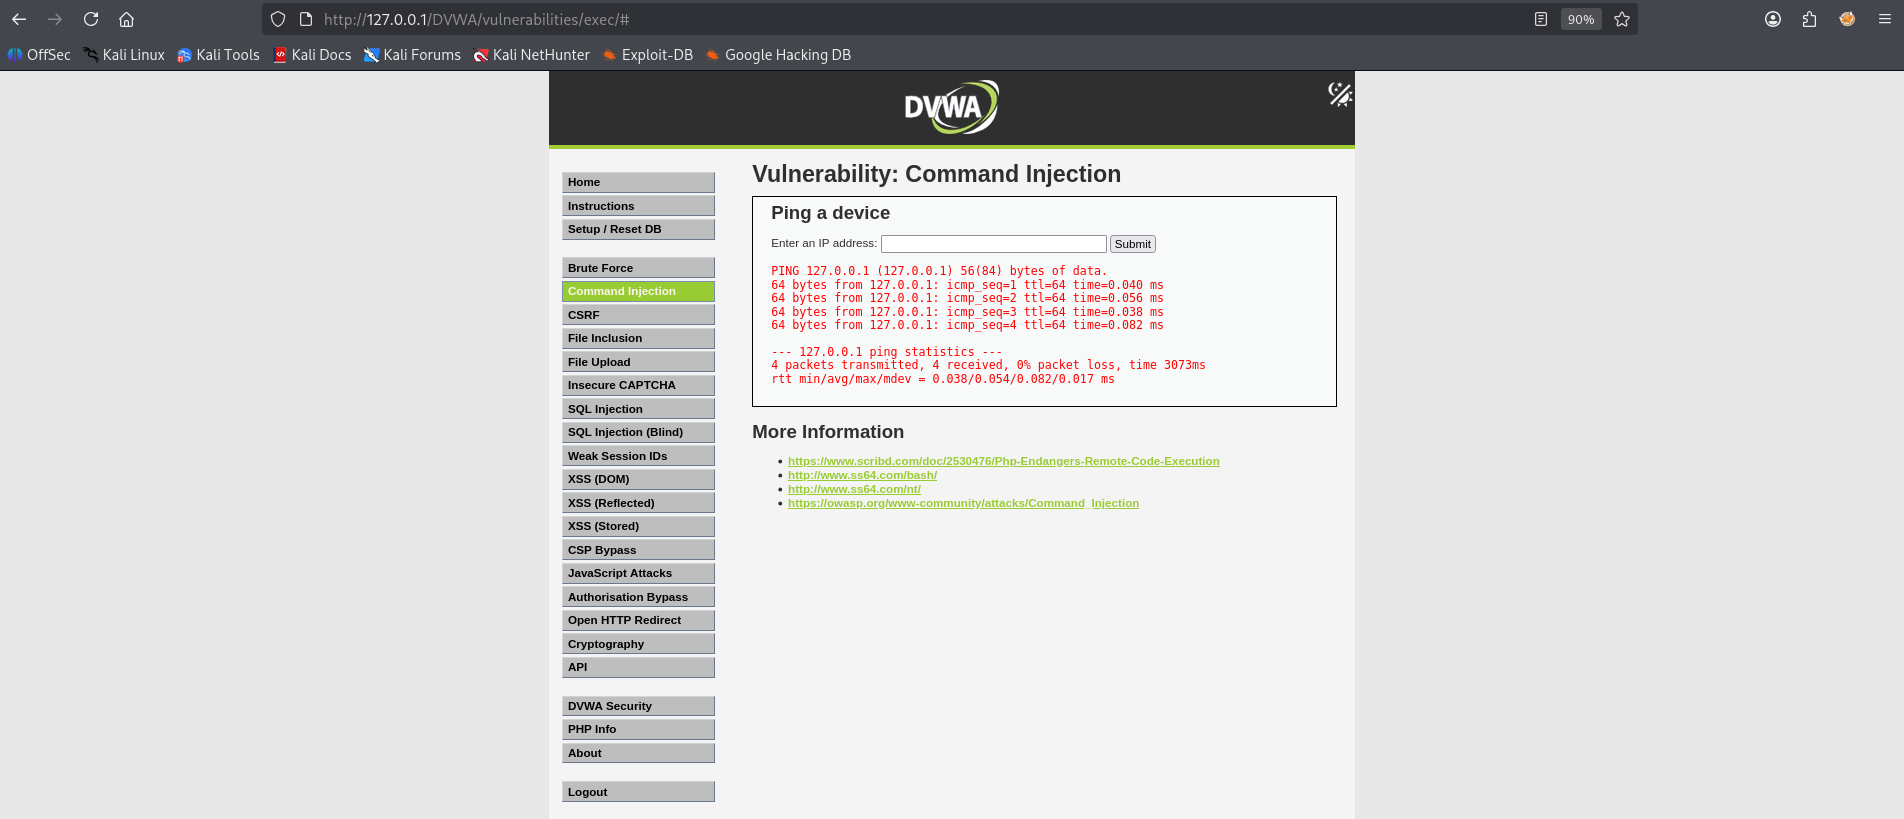 http://127.0.0.1/DVWA/vulnerabilities/exec/#
90%
OffSec Kali Linux Kali Tools Kali Docs Kali Forums Kali NetHunter Exploit-DB Google Hacking DB
DVWA
Home
Instructions
Setup / Reset DB
Brute Force
Command Injection
CSRF
File Inclusion
File Upload
Insecure CAPTCHA
SQL Injection
SQL Injection (Blind)
Weak Session IDs
XSS (DOM)
XSS (Reflected)
XSS (Stored)
CSP Bypass
JavaScript Attacks
Authorisation Bypass
Open HTTP Redirect
Cryptography
API
DVWA Security
PHP Info
About
Logout
Vulnerability: Command Injection
Ping a device
Enter an IP address: Submit
PING 127.0.0.1 (127.0.0.1) 56(84) bytes of data.
64 bytes from 127.0.0.1: icmp_seq=1 ttl=64 time=0.040 ms
64 bytes from 127.0.0.1: icmp_seq=2 ttl=64 time=0.056 ms
64 bytes from 127.0.0.1: icmp_seq=3 ttl=64 time=0.038 ms
64 bytes from 127.0.0.1: icmp_seq=4 ttl=64 time=0.082 ms
--- 127.0.0.1 ping statistics ---
4 packets transmitted, 4 received, 0% packet loss, time 3073ms
rtt min/avg/max/mdev = 0.038/0.054/0.082/0.017 ms
More Information
https://www.scribd.com/doc/2530476/Php-Endangers-Remote-Code-Execution
http://www.ss64.com/bash/
http://www.ss64.com/nt/
https://owasp.org/www-community/attacks/Command_Injection